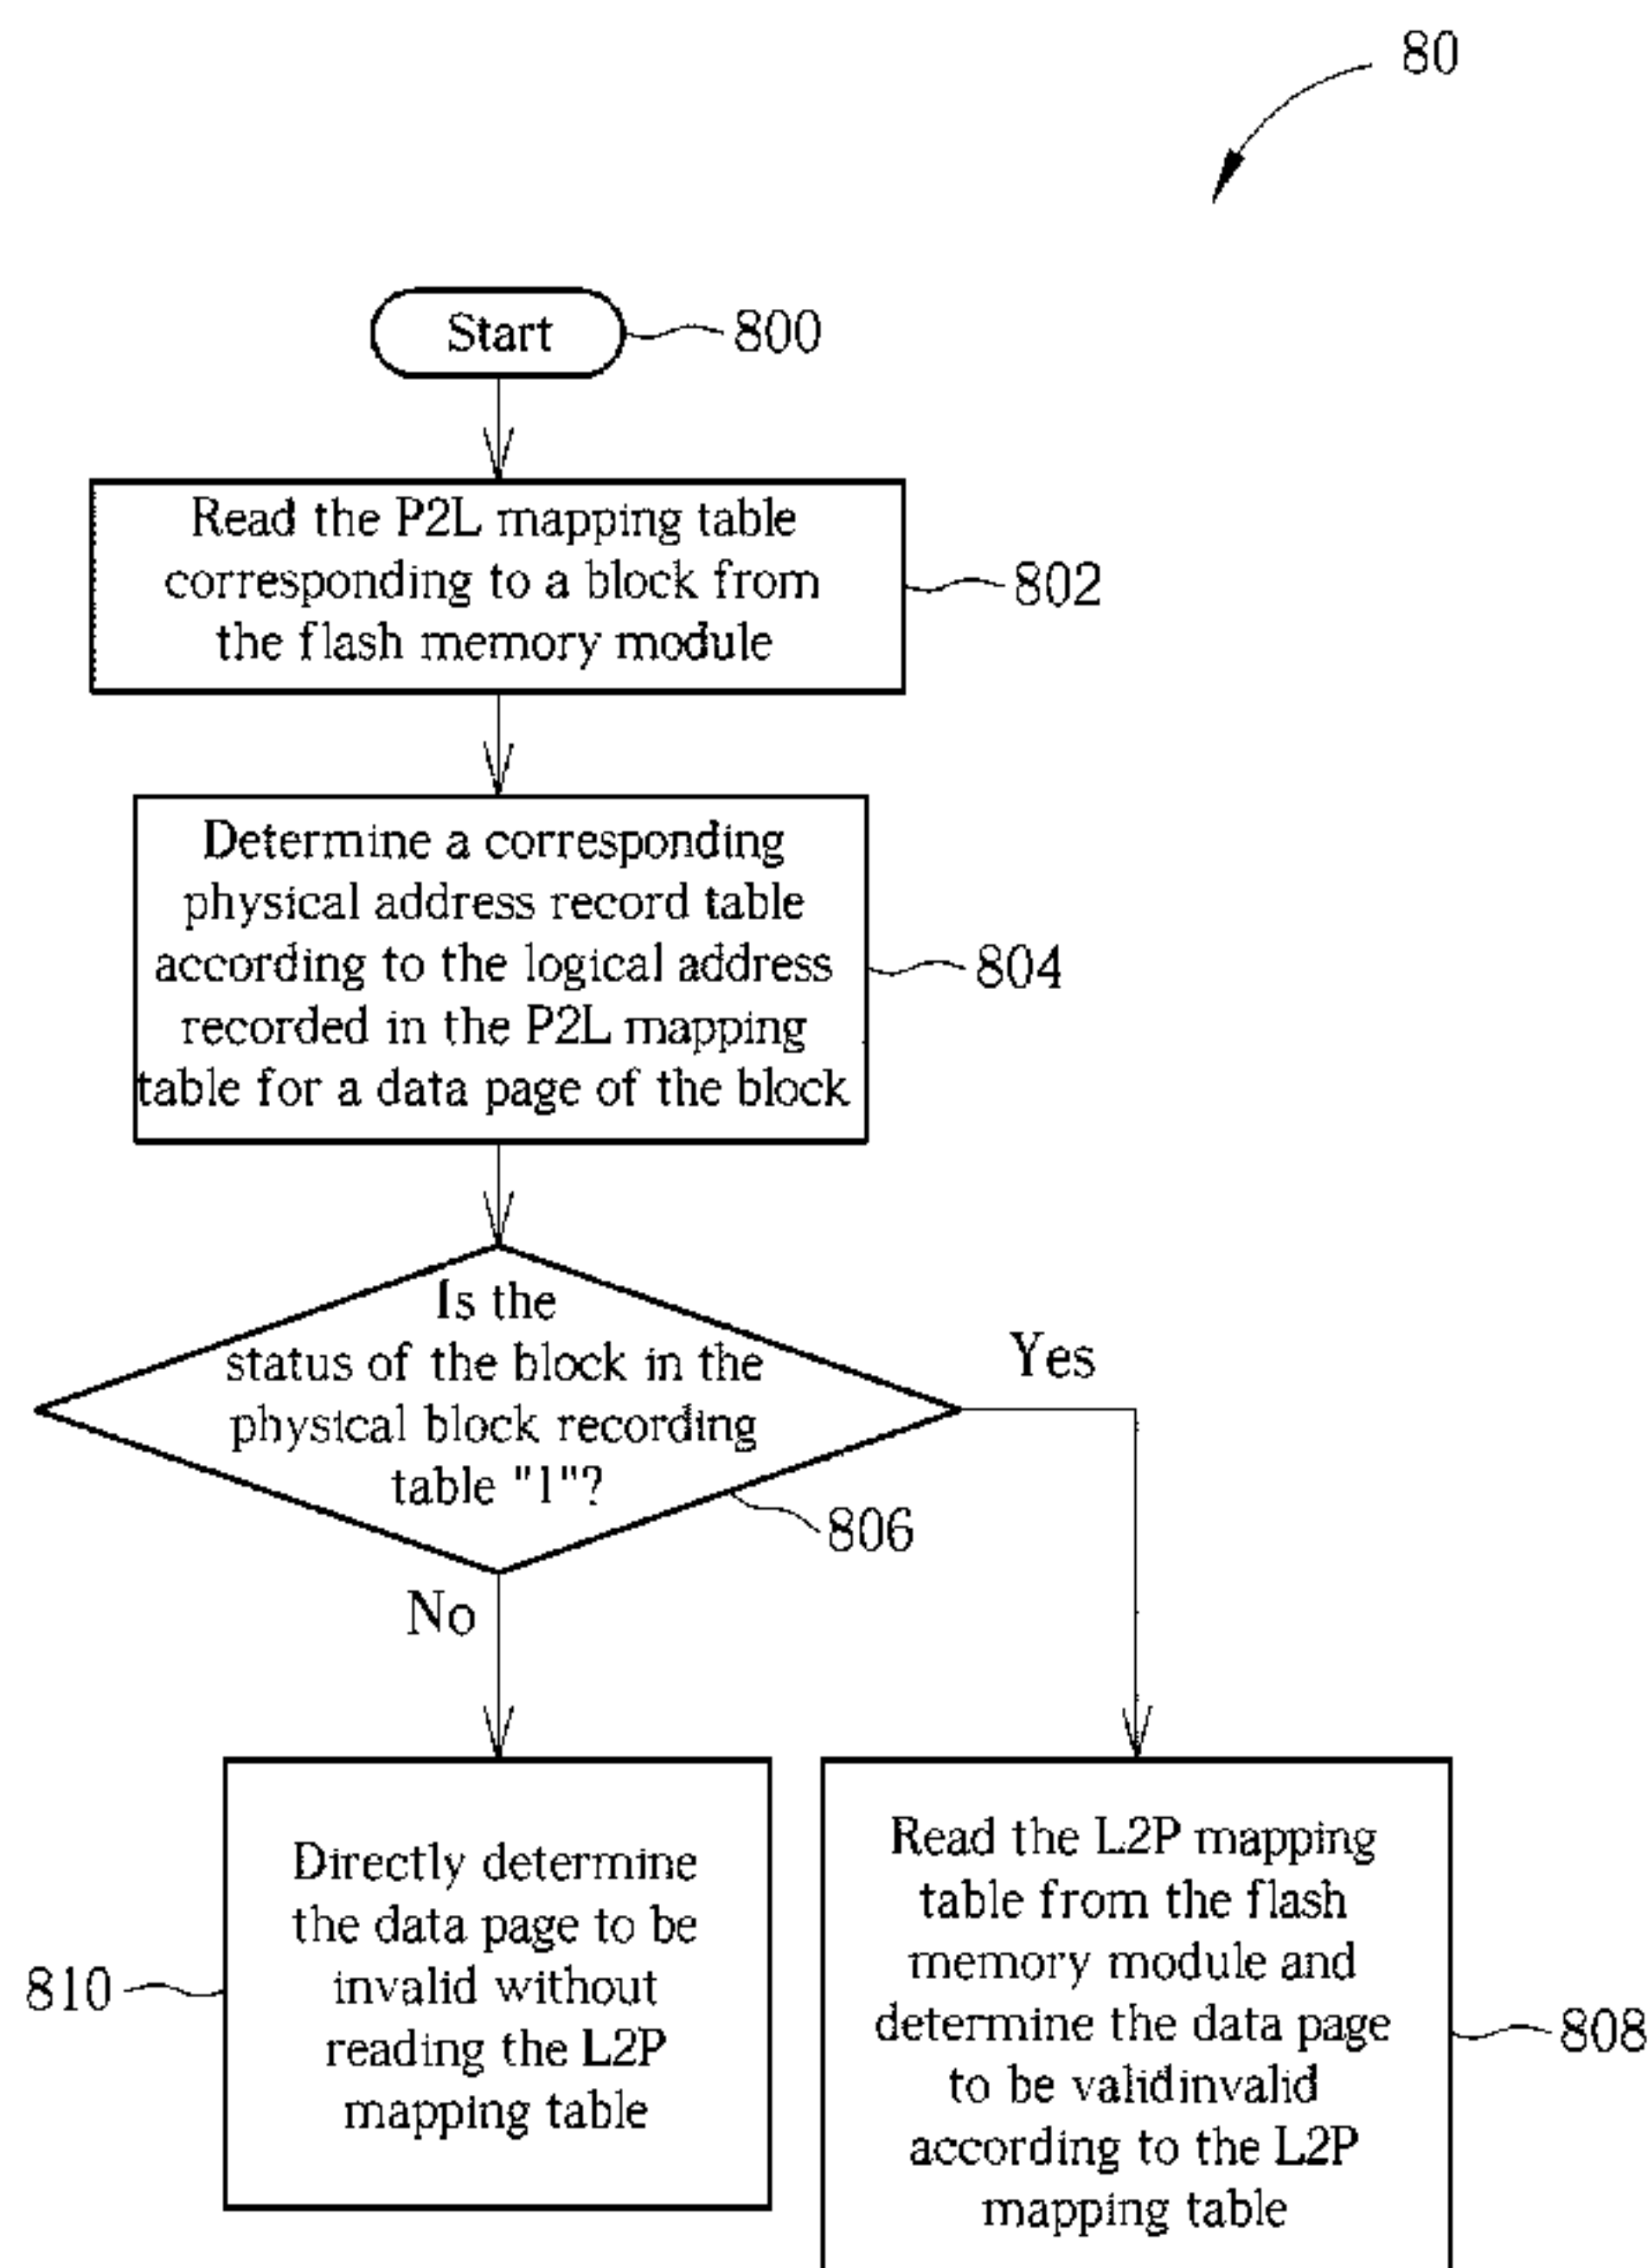 80
Start
800
Read the P2L mapping table
corresponding to a block from
the flash memory module
802
Determine a corresponding
physical address record table
according to the logical address
recorded in the P2L mapping
table for a data page of the block
804
Is the
status of the block in the
physical block recording
table "1"?
806
Yes
No
Directly determine
the data page to be
invalid without
reading the L2P
mapping table
810
Read the L2P mapping
table from the flash
memory module and
determine the data page
to be validinvalid
according to the L2P
mapping table
808